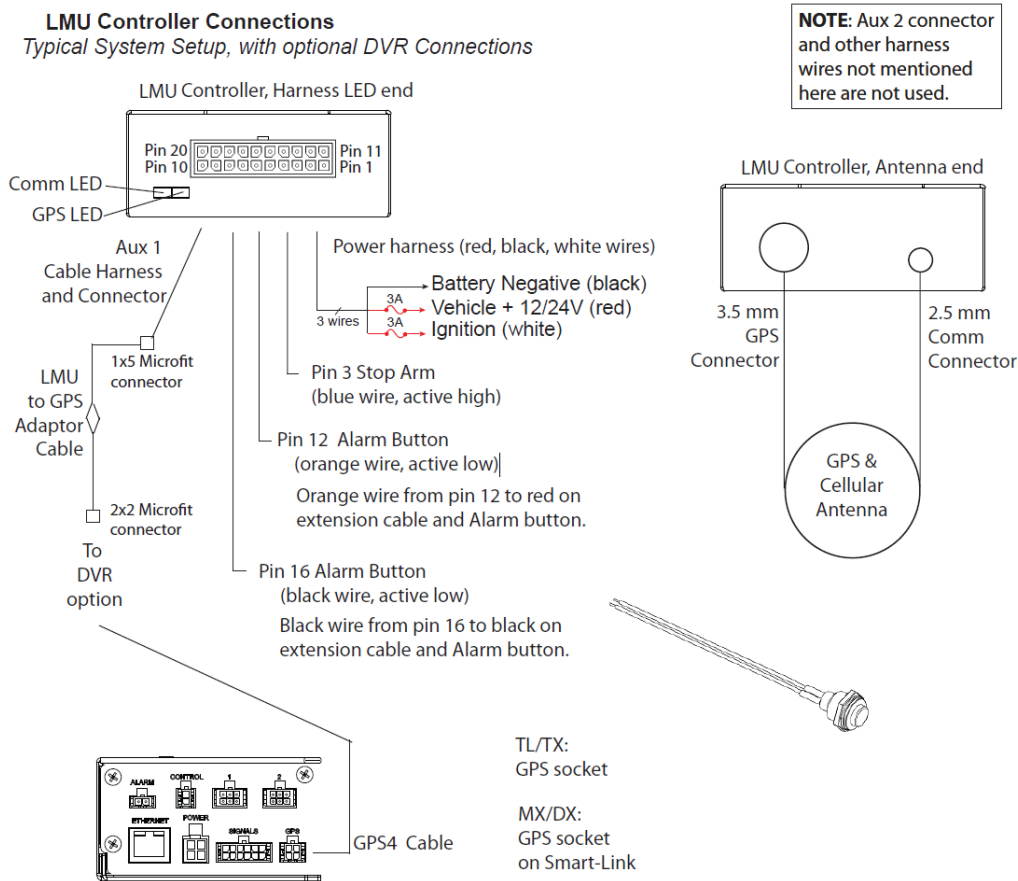 LMU Controller Connections
Typical System Setup, with optional DVR Connections
NOTE: Aux 2 connector
and other harness
wires not mentioned
here are not used.
LMU Controller, Harness LED end
Pin 20
Pin 11
Pin 10
Pin 1
Comm LED
GPS LED
LMU Controller, Antenna end
Aux 1
Cable Harness
and Connector
Power harness (red, black, white wires)
Battery Negative (black)
3A
Vehicle + 12/24V (red)
3 wires
3A
Ignition (white)
3.5 mm
GPS
Connector
2.5 mm
Comm
Connector
1x5 Microfit
connector
LMU
to GPS
Adaptor
Cable
Pin 3 Stop Arm
(blue wire, active high)
Pin 12 Alarm Button
(orange wire, active low)
Orange wire from pin 12 to red on
extension cable and Alarm button.
GPS &
Cellular
Antenna
2x2 Microfit
connector
To
DVR
option
Pin 16 Alarm Button
(black wire, active low)
Black wire from pin 16 to black on
extension cable and Alarm button.
TL/TX:
GPS socket
MX/DX:
GPS socket
on Smart-Link
ALARM
CONTROL
1
2
ETHERNET
POWER
SIGNALS
GPS
GPS4 Cable